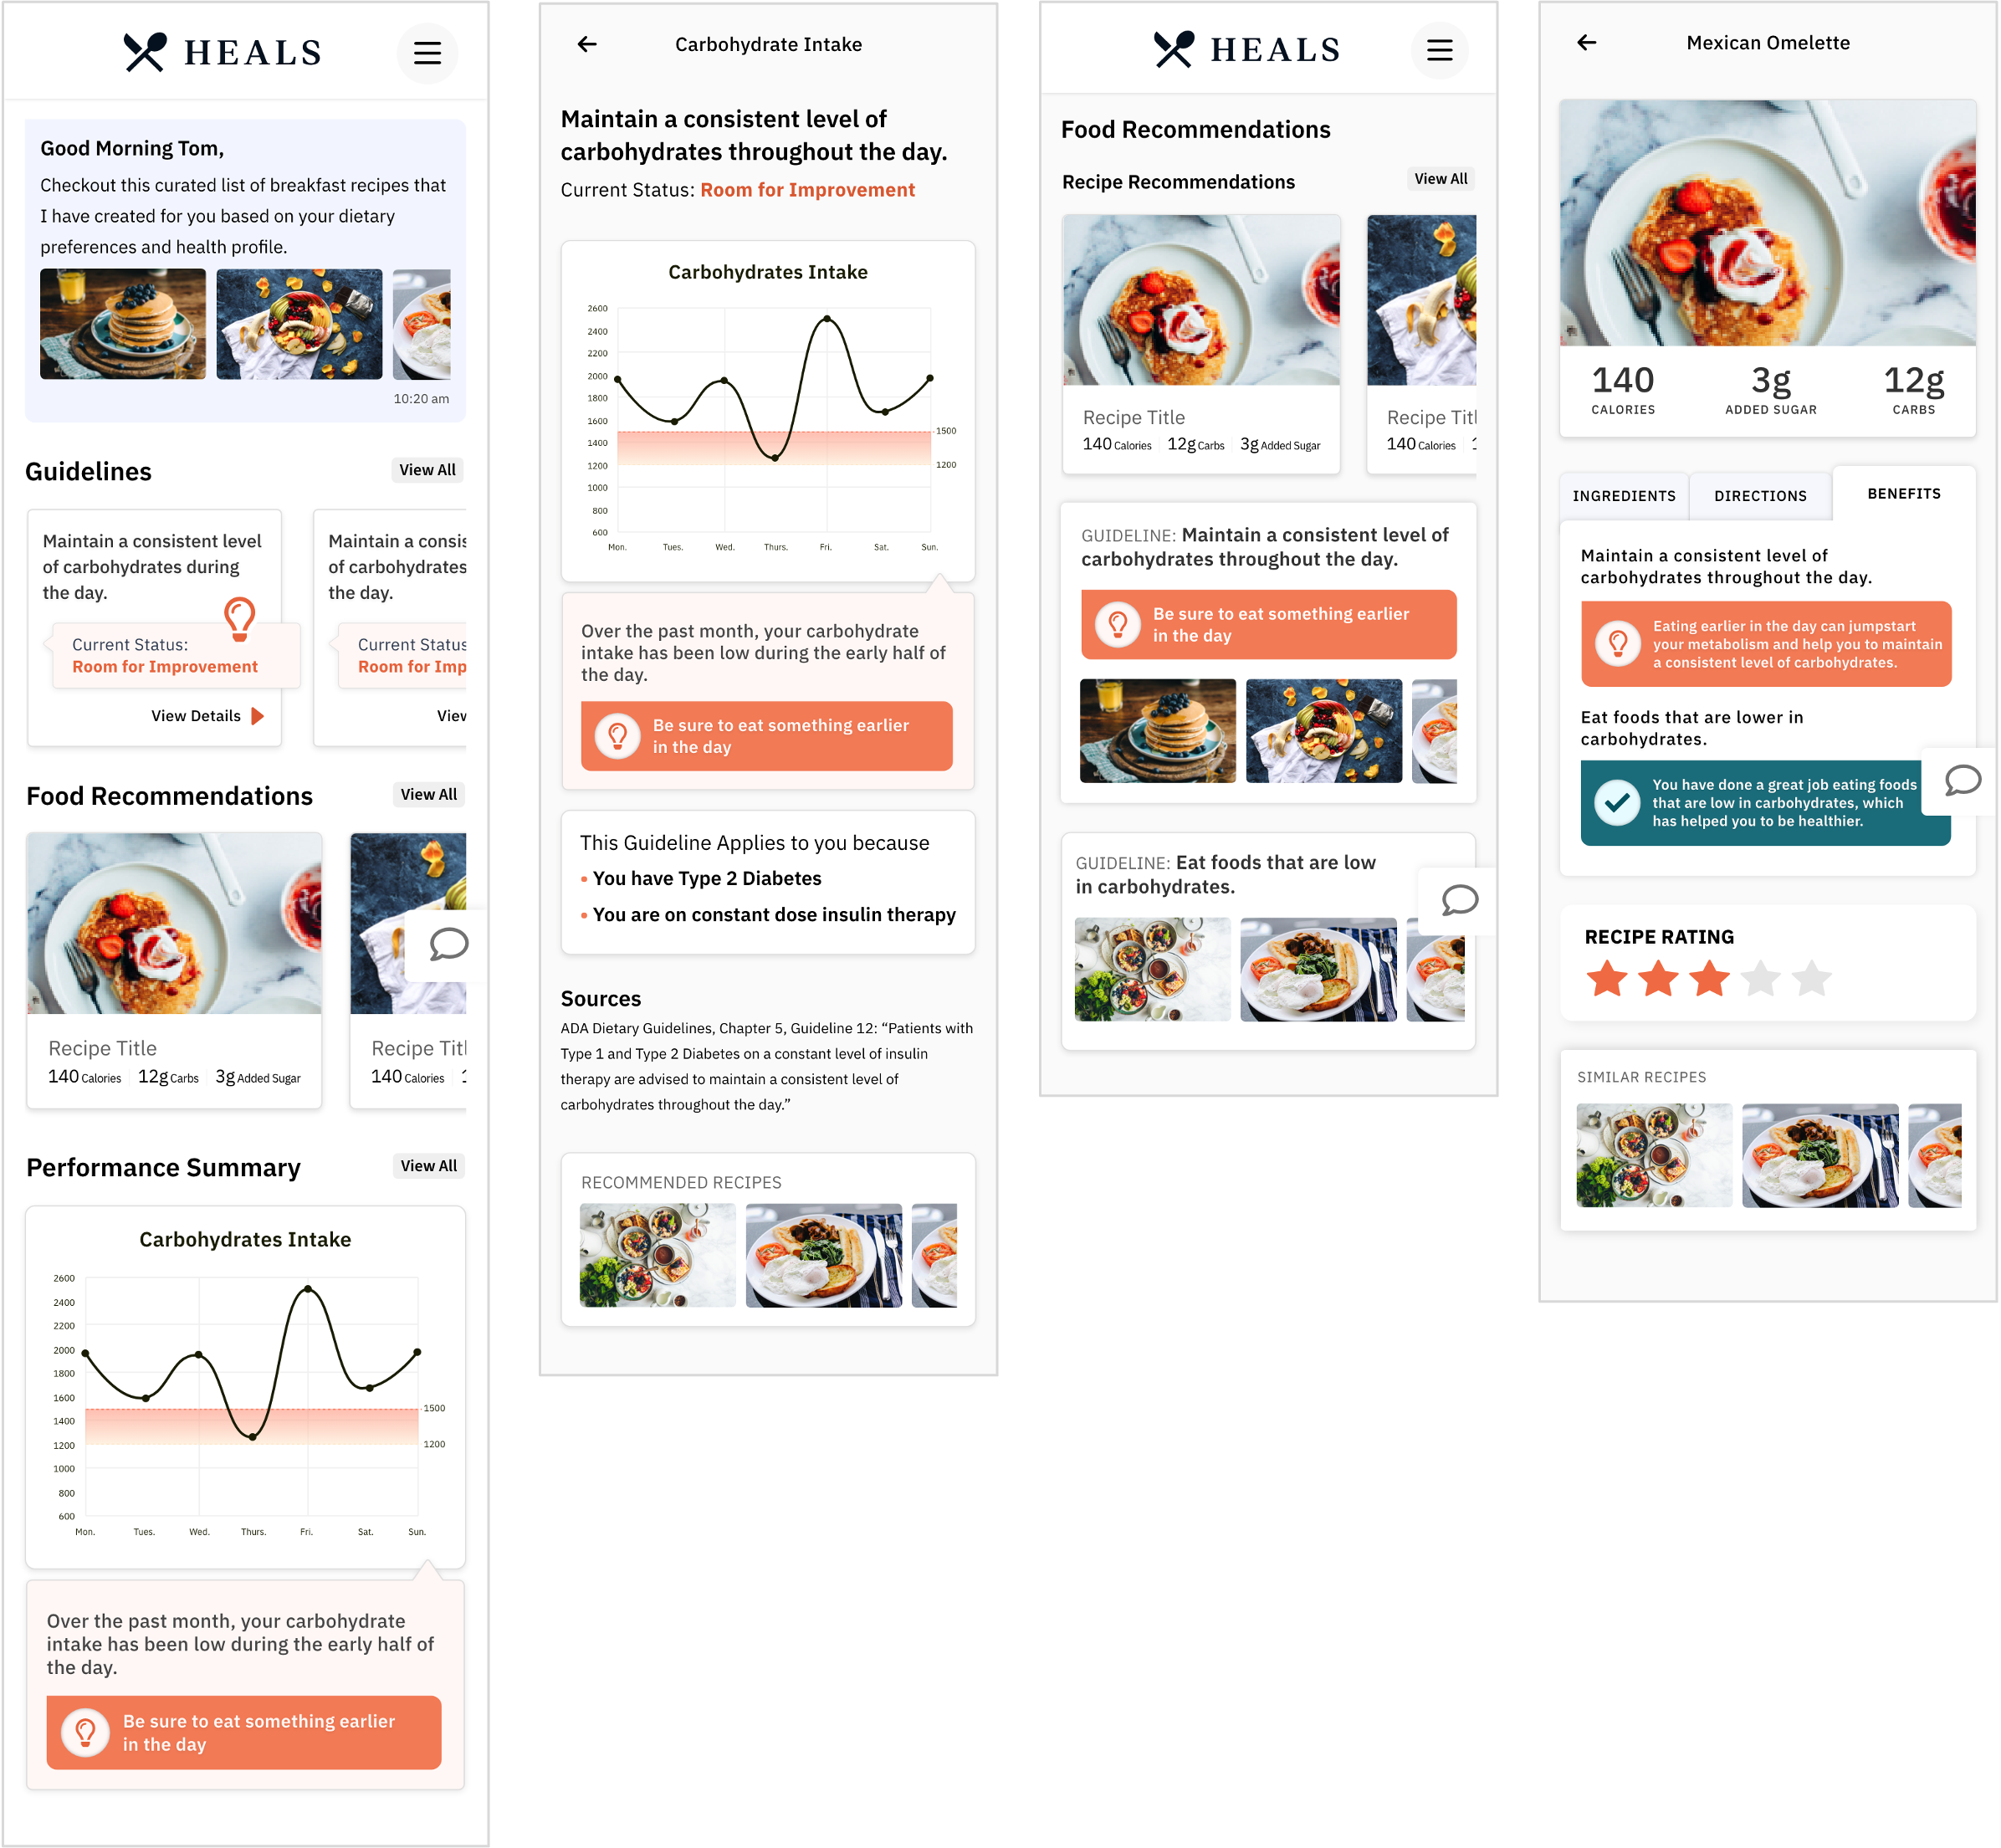 HEALS
Good Morning Tom,
Checkout this curated list of breakfast recipes that
I have created for you based on your dietary
preferences and health profile.
10:20 am
Guidelines
View All
Maintain a consistent level
of carbohydrates during
the day.
Current Status:
Room for Improvement
View Details
Maintain a consis
of carbohydrates
the day.
Current Status
Room for Imp
View
Food Recommendations
View All
Recipe Title
140 Calories 12g Carbs 3g Added Sugar
Recipe Titl
140 Calories 1
Performance Summary
View All
Carbohydrates Intake
2600
2400
2200
2000
1800
1600
1400
1200
1000
800
600
1500
1200
Mon. Tues. Wed. Thurs. Fri. Sat. Sun.
Over the past month, your carbohydrate
intake has been low during the early half of
the day.
Be sure to eat something earlier
in the day
Carbohydrate Intake
Maintain a consistent level of
carbohydrates throughout the day.
Current Status: Room for Improvement
Carbohydrates Intake
2600
2400
2200
2000
1800
1600
1400
1200
1000
800
600
1500
1200
Mon. Tues. Wed. Thurs. Fri. Sat. Sun.
Over the past month, your carbohydrate
intake has been low during the early half of
the day.
Be sure to eat something earlier
in the day
This Guideline Applies to you because
• You have Type 2 Diabetes
• You are on constant dose insulin therapy
Sources
ADA Dietary Guidelines, Chapter 5, Guideline 12: “Patients with
Type 1 and Type 2 Diabetes on a constant level of insulin
therapy are advised to maintain a consistent level of
carbohydrates throughout the day.”
RECOMMENDED RECIPES
HEALS
Food Recommendations
Recipe Recommendations
View All
Recipe Title
140 Calories 12g Carbs 3g Added Sugar
Recipe Titl
140 Calories 1
GUIDELINE: Maintain a consistent level of
carbohydrates throughout the day.
Be sure to eat something earlier
in the day
GUIDELINE: Eat foods that are low
in carbohydrates.
Mexican Omelette
140 3g 12g
CALORIES ADDED SUGAR CARBS
INGREDIENTS DIRECTIONS BENEFITS
Maintain a consistent level of
carbohydrates throughout the day.
Eating earlier in the day can jumpstart
your metabolism and help you to maintain
a consistent level of carbohydrates.
Eat foods that are lower in
carbohydrates.
You have done a great job eating foods
that are low in carbohydrates, which
has helped you to be healthier.
RECIPE RATING
SIMILAR RECIPES